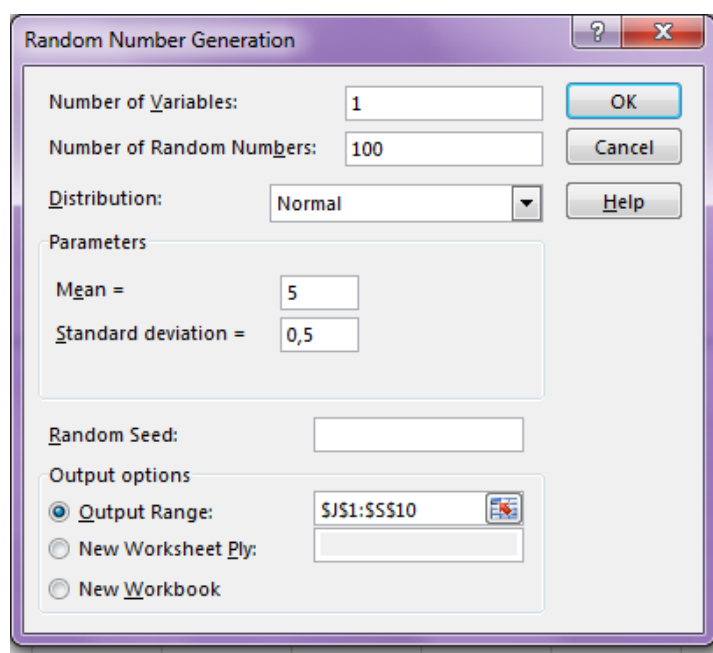 Random Number Generation
?
X
Number of Variables: 1
OK
Number of Random Numbers: 100
Cancel
Distribution: Normal
Help
Parameters
Mean = 5
Standard deviation = 0,5
Random Seed:
Output options
Output Range: $J$1:$S$10
New Worksheet Ply:
New Workbook